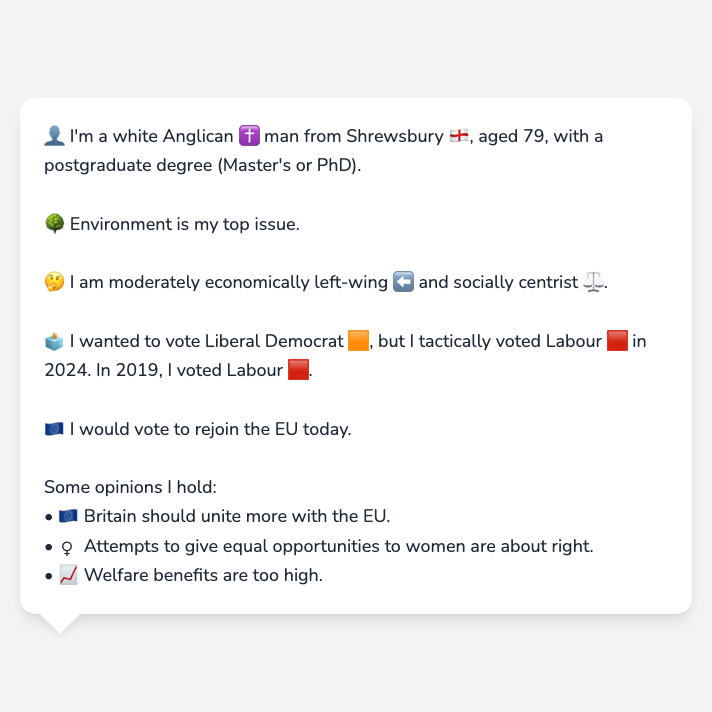 👤 I'm a white Anglican ✝️ man from Shrewsbury 🏴󠁧󠁢󠁥󠁮󠁧󠁿, aged 79, with a
postgraduate degree (Master's or PhD).
🌳 Environment is my top issue.
🤔 I am moderately economically left-wing ⬅️ and socially centrist ⚖️.
🗳️ I wanted to vote Liberal Democrat 🟧, but I tactically voted Labour 🟥 in
2024. In 2019, I voted Labour 🟥.
🇪🇺 I would vote to rejoin the EU today.
Some opinions I hold:
• 🇪🇺 Britain should unite more with the EU.
• ♀️ Attempts to give equal opportunities to women are about right.
• 📈 Welfare benefits are too high.